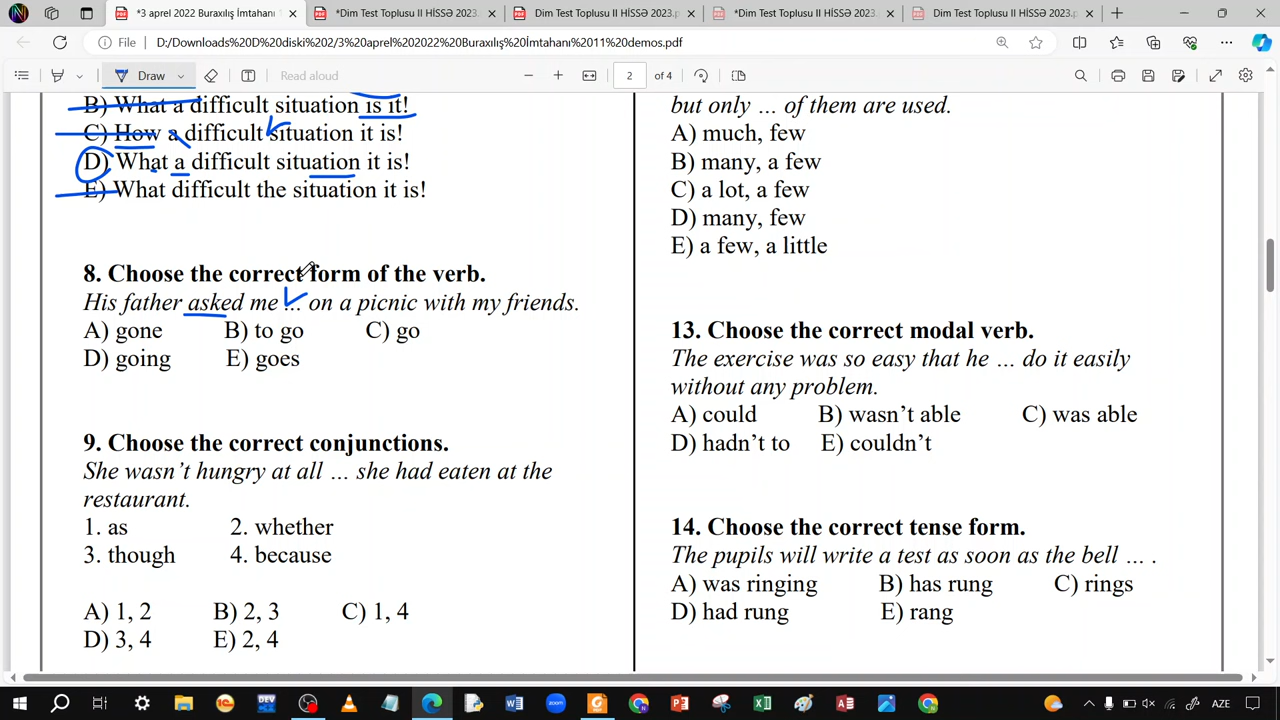 *3 aprel 2022 Buraxılış İmtahanı
*Dim Test Toplusu II HİSSƏ 2023.p
Dim Test Toplusu II HİSSƏ 2023.p
*Dim Test Toplusu II HİSSƏ 2023.p
Dim Test Toplusu II HİSSƏ 2023.p
File
D:/Downloads%20D%20diski%202/3%20aprel%202022%20Buraxılış%20İmtahanı%2011%20demos.pdf
Draw
Read aloud
2 of 4
B) What a difficult situation is it!
C) How a difficult situation it is!
D) What a difficult situation it is!
E) What difficult the situation it is!
8. Choose the correct form of the verb.
His father asked me ... on a picnic with my friends.
A) gone B) to go C) go
D) going E) goes
9. Choose the correct conjunctions.
She wasn't hungry at all ... she had eaten at the
restaurant.
1. as 2. whether
3. though 4. because
A) 1, 2 B) 2, 3 C) 1, 4
D) 3, 4 E) 2, 4
but only ... of them are used.
A) much, few
B) many, a few
C) a lot, a few
D) many, few
E) a few, a little
13. Choose the correct modal verb.
The exercise was so easy that he ... do it easily
without any problem.
A) could B) wasn't able C) was able
D) hadn't to E) couldn't
14. Choose the correct tense form.
The pupils will write a test as soon as the bell ... .
A) was ringing B) has rung C) rings
D) had rung E) rang
AZE